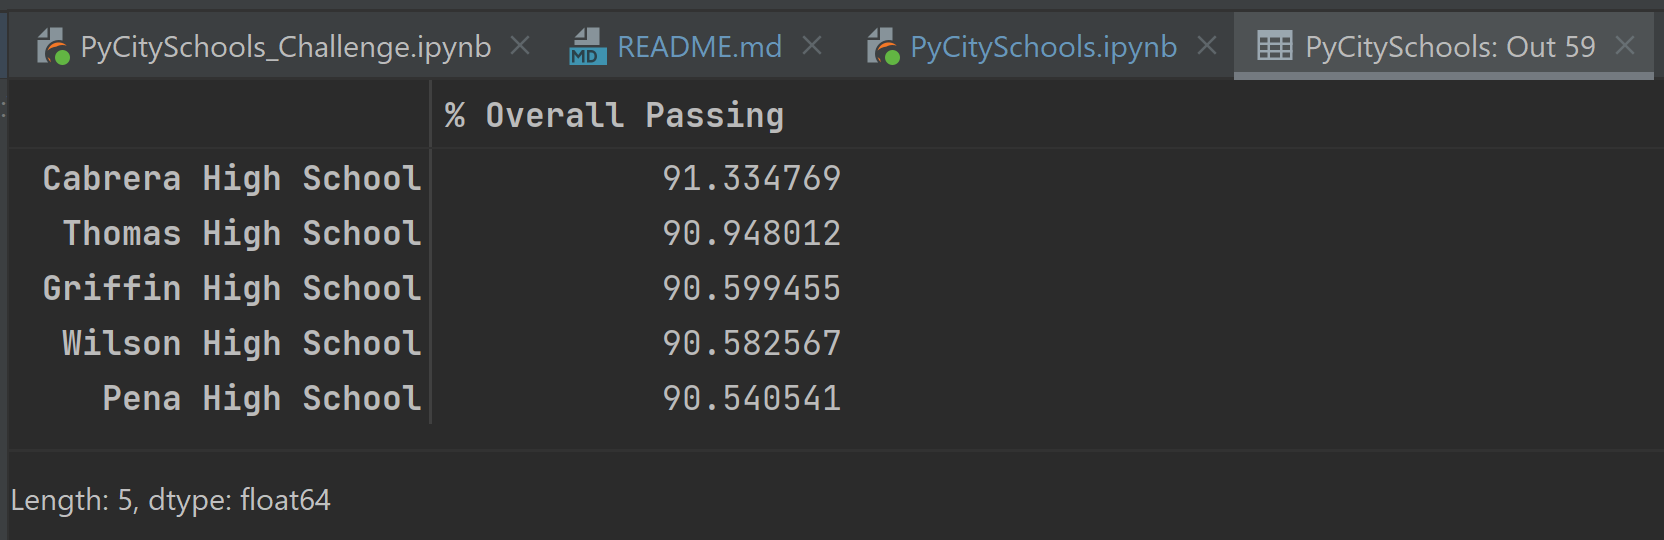 PyCitySchools_Challenge.ipynb README.md PyCitySchools.ipynb PyCitySchools: Out 59
MD
% Overall Passing
Cabrera High School 91.334769
Thomas High School 90.948012
Griffin High School 90.599455
Wilson High School 90.582567
Pena High School 90.540541
Length: 5, dtype: float64